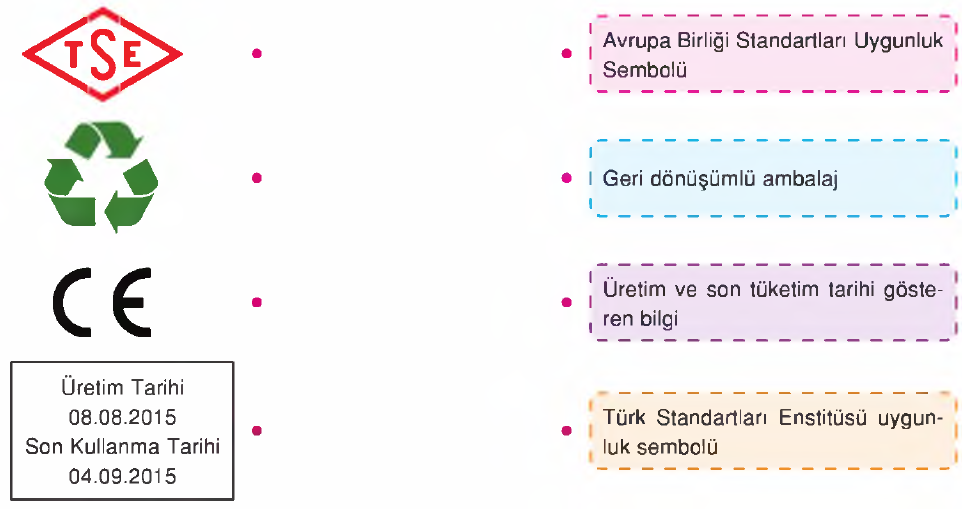 TSE
Avrupa Birliği Standartları Uygunluk
Sembolü
Geri dönüşümlü ambalaj
CE
Üretim ve son tüketim tarihi göste-
ren bilgi
Üretim Tarihi
08.08.2015
Son Kullanma Tarihi
04.09.2015
Türk Standartları Enstitüsü uygun-
luk sembolü